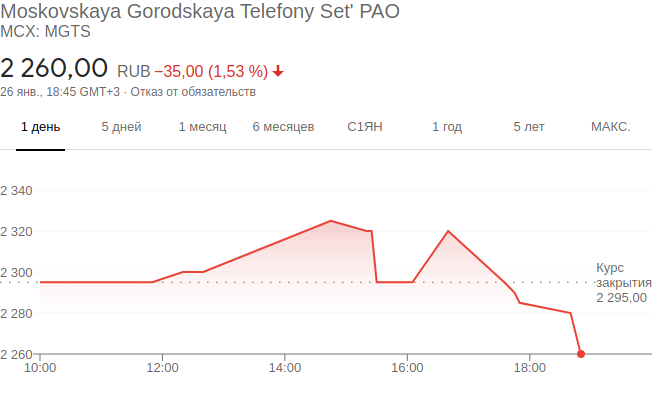 Moskovskaya Gorodskaya Telefony Set' PAO
MCX: MGTS
2 260,00 RUB −35,00 (1,53 %)
26 янв., 18:45 GMT+3 · Отказ от обязательств
1 день 5 дней 1 месяц 6 месяцев С1ЯН 1 год 5 лет МАКС.
2 340
2 320
2 300
Курс
закрытия
2 295,00
2 280
2 260
10:00 12:00 14:00 16:00 18:00